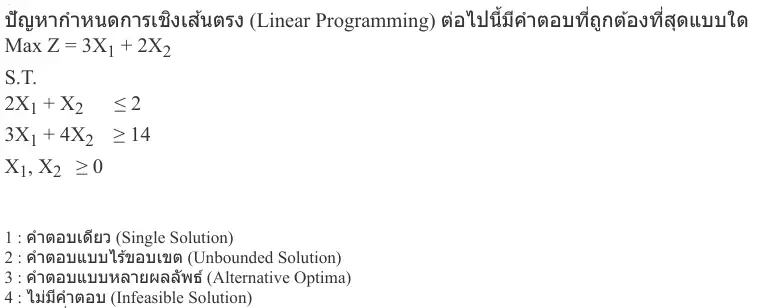 ปัญหากำหนดการเชิงเส้นตรง (Linear Programming) ต่อไปนี้มีคำตอบที่ถูกต้องที่สุดแบบใด
Max Z = 3X₁ + 2X₂
S.T.
2X₁ + X₂ ≤ 2
3X₁ + 4X₂ ≥ 14
X₁, X₂ ≥ 0
1 : คำตอบเดียว (Single Solution)
2 : คำตอบแบบไร้ขอบเขต (Unbounded Solution)
3 : คำตอบแบบหลายผลลัพธ์ (Alternative Optima)
4 : ไม่มีคำตอบ (Infeasible Solution)